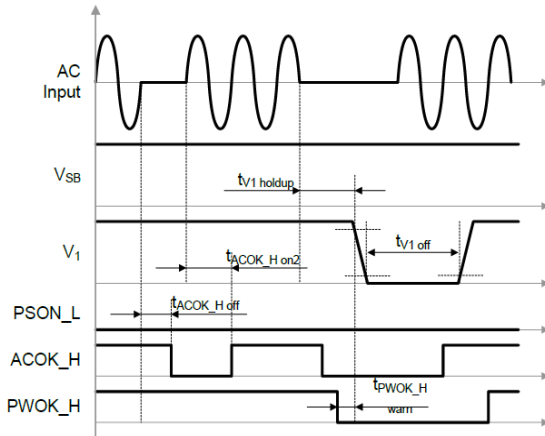 AC
Input
VSB
tV1 holdup
V1
tV1 off
tACOK_H on2
PSON_L
tACOK_H off
ACOK_H
tPWOK_H
warn
PWOK_H